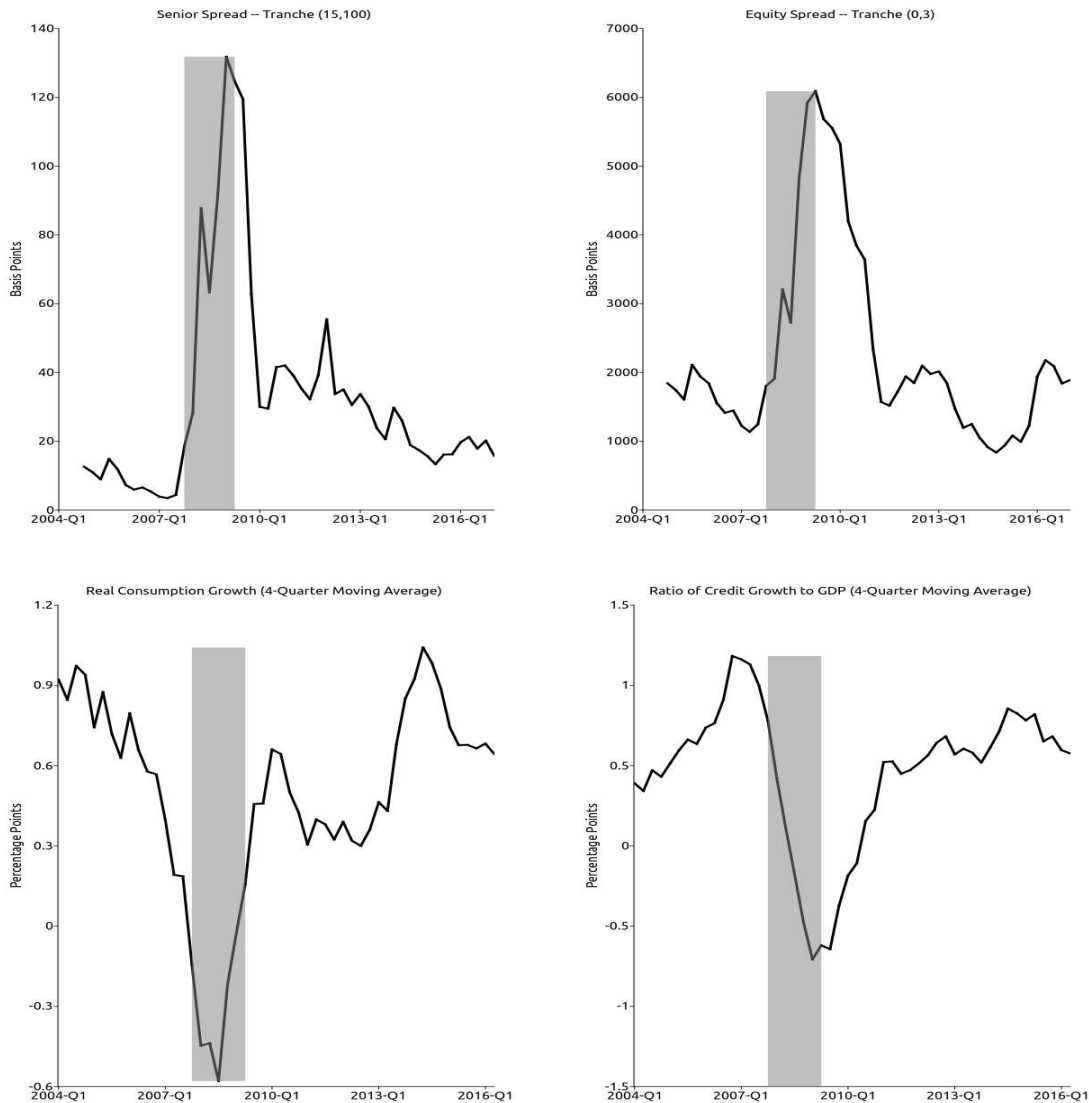 Senior Spread -- Tranche (15,100)
140
120
100
80
60
40
20
0
Basis Points
2004-Q1 2007-Q1 2010-Q1 2013-Q1 2016-Q1
Equity Spread -- Tranche (0,3)
7000
6000
5000
4000
3000
2000
1000
0
Basis Points
2004-Q1 2007-Q1 2010-Q1 2013-Q1 2016-Q1
Real Consumption Growth (4-Quarter Moving Average)
1.2
0.9
0.6
0.3
0
-0.3
-0.6
Percentage Points
2004-Q1 2007-Q1 2010-Q1 2013-Q1 2016-Q1
Ratio of Credit Growth to GDP (4-Quarter Moving Average)
1.5
1
0.5
0
-0.5
-1
-1.5
Percentage Points
2004-Q1 2007-Q1 2010-Q1 2013-Q1 2016-Q1